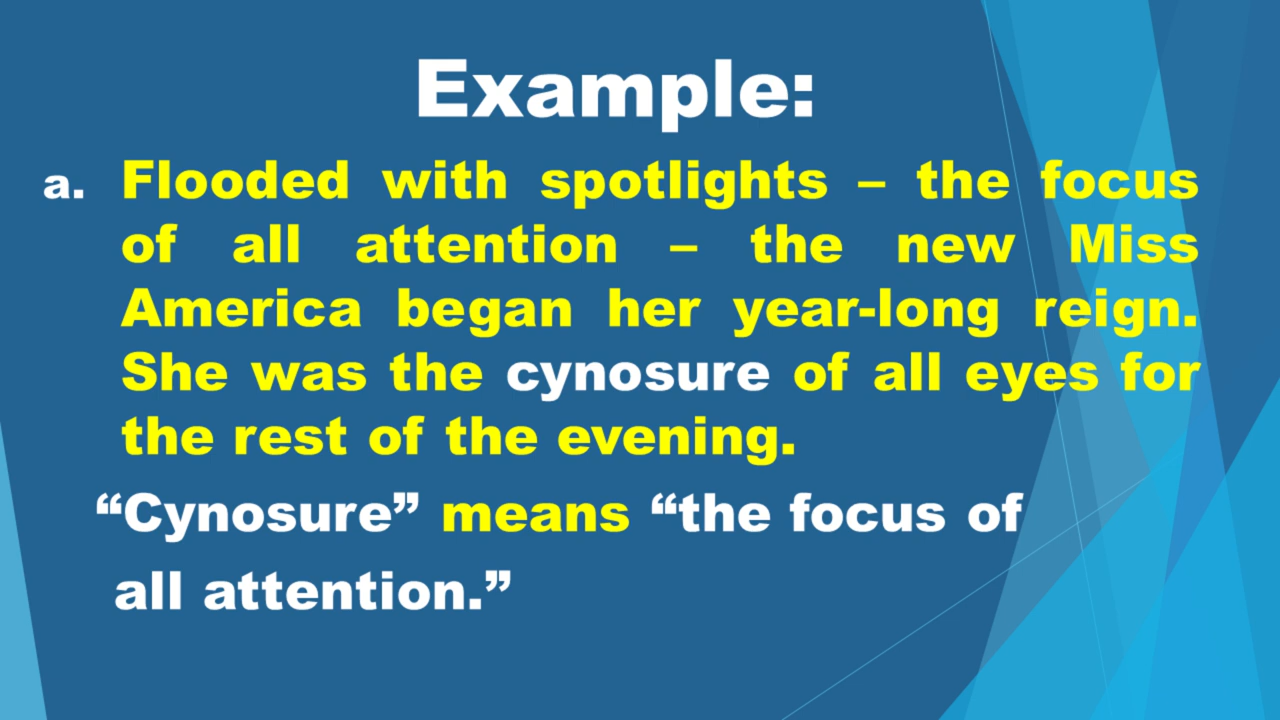 Example:
a. Flooded with spotlights – the focus
of all attention – the new Miss
America began her year-long reign.
She was the cynosure of all eyes for
the rest of the evening.
“Cynosure” means “the focus of
all attention.”